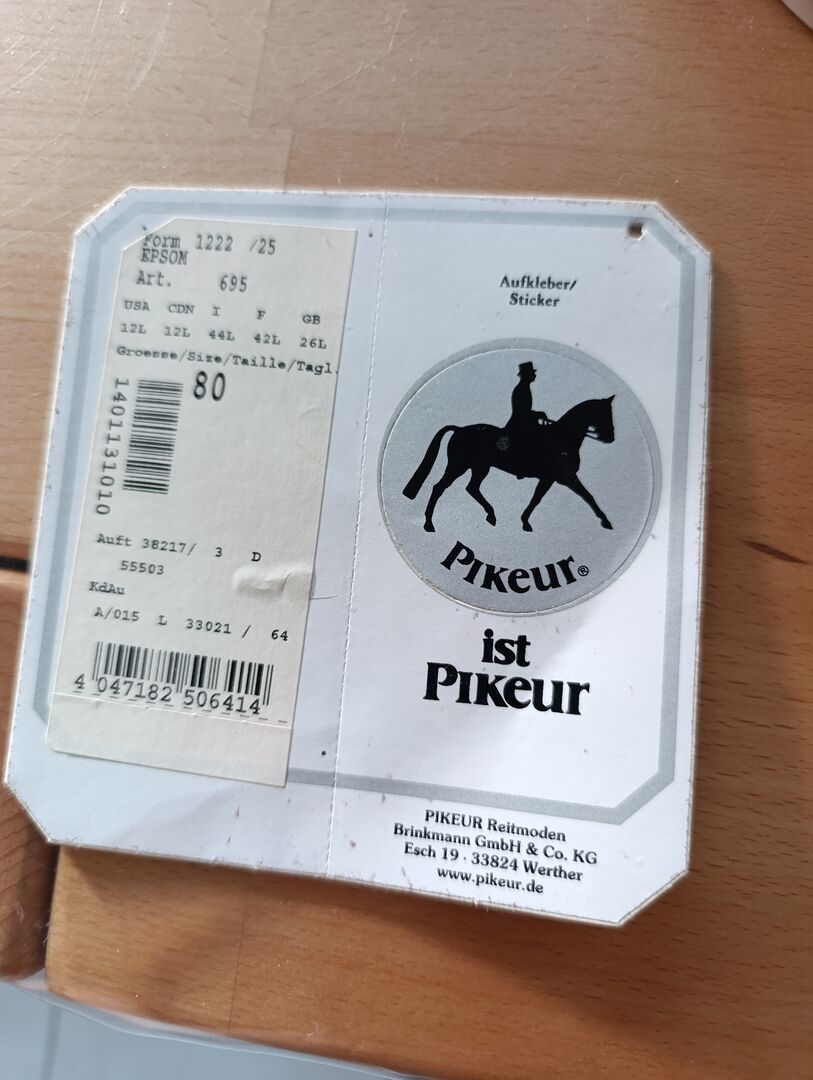 Form 1222 /25
EPSOM
Art. 695
USA CDN I F GB
12L 12L 44L 42L 26L
Groesse/Size/Taille/Tagl.
80
1401131010
Auft 38217/ 3 D
55503
KdAu
A/015 L 33021 / 64
4 047182 506414
Aufkleber/
Sticker
PIKeur®
ist
PIKeur
PIKEUR Reitmoden
Brinkmann GmbH & Co. KG
Esch 19 · 33824 Werther
www.pikeur.de